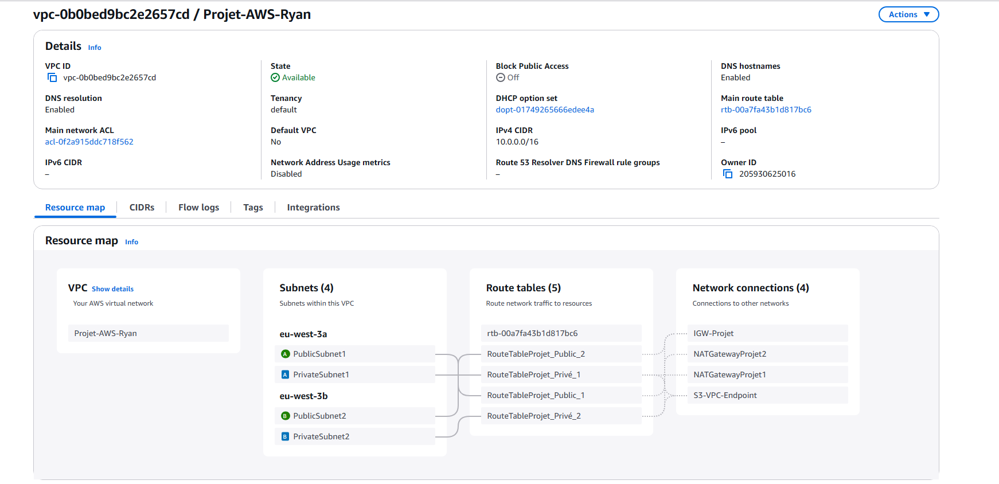 vpc-0b0bed9bc2e2657cd / Projet-AWS-Ryan
Actions
Details Info
VPC ID
vpc-0b0bed9bc2e2657cd
State
Available
Block Public Access
Off
DNS hostnames
Enabled
DNS resolution
Enabled
Tenancy
default
DHCP option set
dopt-01749265666edee4a
Main route table
rtb-00a7fa43b1d817bc6
Main network ACL
acl-0f2a915ddc718f562
Default VPC
No
IPv4 CIDR
10.0.0.0/16
IPv6 pool
–
IPv6 CIDR
–
Network Address Usage metrics
Disabled
Route 53 Resolver DNS Firewall rule groups
–
Owner ID
205930625016
Resource map
CIDRs
Flow logs
Tags
Integrations
Resource map Info
VPC Show details
Your AWS virtual network
Projet-AWS-Ryan
Subnets (4)
Subnets within this VPC
eu-west-3a
A PublicSubnet1
A PrivateSubnet1
eu-west-3b
B PublicSubnet2
B PrivateSubnet2
Route tables (5)
Route network traffic to resources
rtb-00a7fa43b1d817bc6
RouteTableProjet_Public_2
RouteTableProjet_Privé_1
RouteTableProjet_Public_1
RouteTableProjet_Privé_2
Network connections (4)
Connections to other networks
IGW-Projet
NATGatewayProjet2
NATGatewayProjet1
S3-VPC-Endpoint